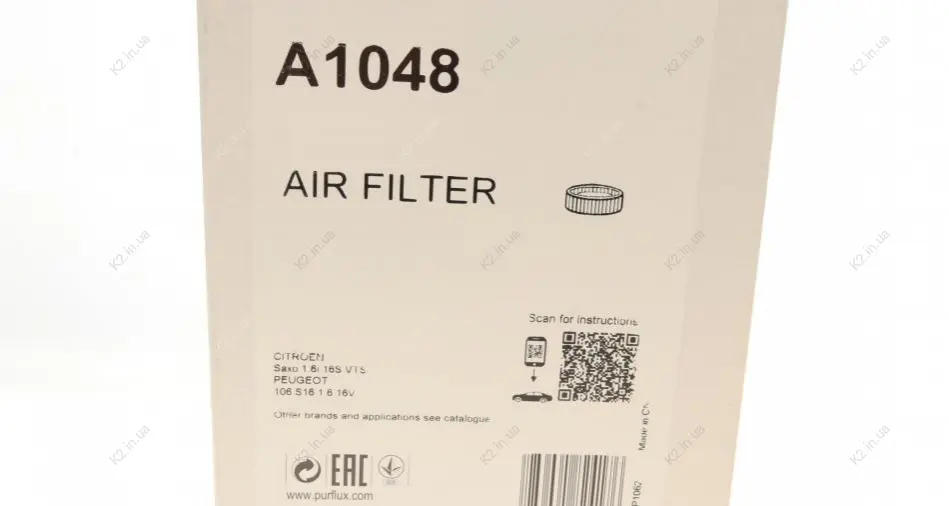 A1048
AIR FILTER
Scan for instructions
CITROEN
Saxo 1.6i 16S VTS
PEUGEOT
106 S16 1.6 16V
Other brands and applications see catalogue
Made in
EAC
www.purflux.com
P1062
K2.in.ua